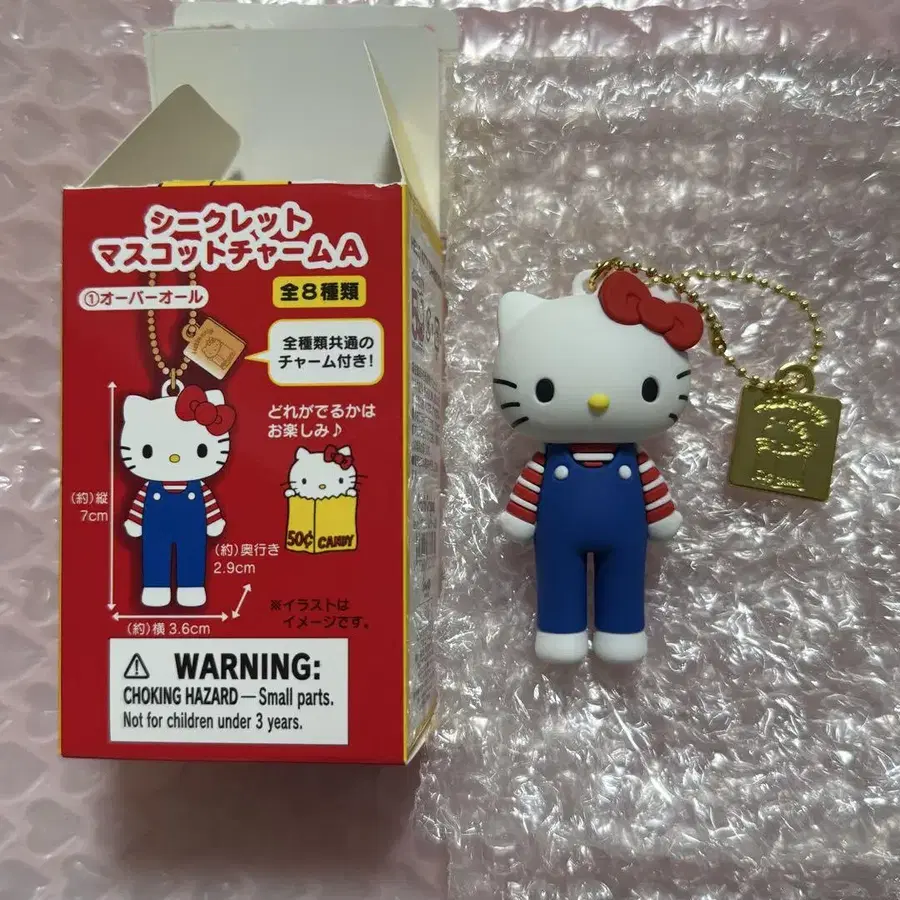 シークレット
マスコットチャームA
①オーバーオール
全8種類
全種類共通の
チャーム付き!
どれがでるかは
お楽しみ♪
(約)縦
7cm
50¢ CANDY
(約)奥行き
2.9cm
(約)横3.6cm
※イラストは
イメージです。
⚠ WARNING:
CHOKING HAZARD — Small parts.
Not for children under 3 years.